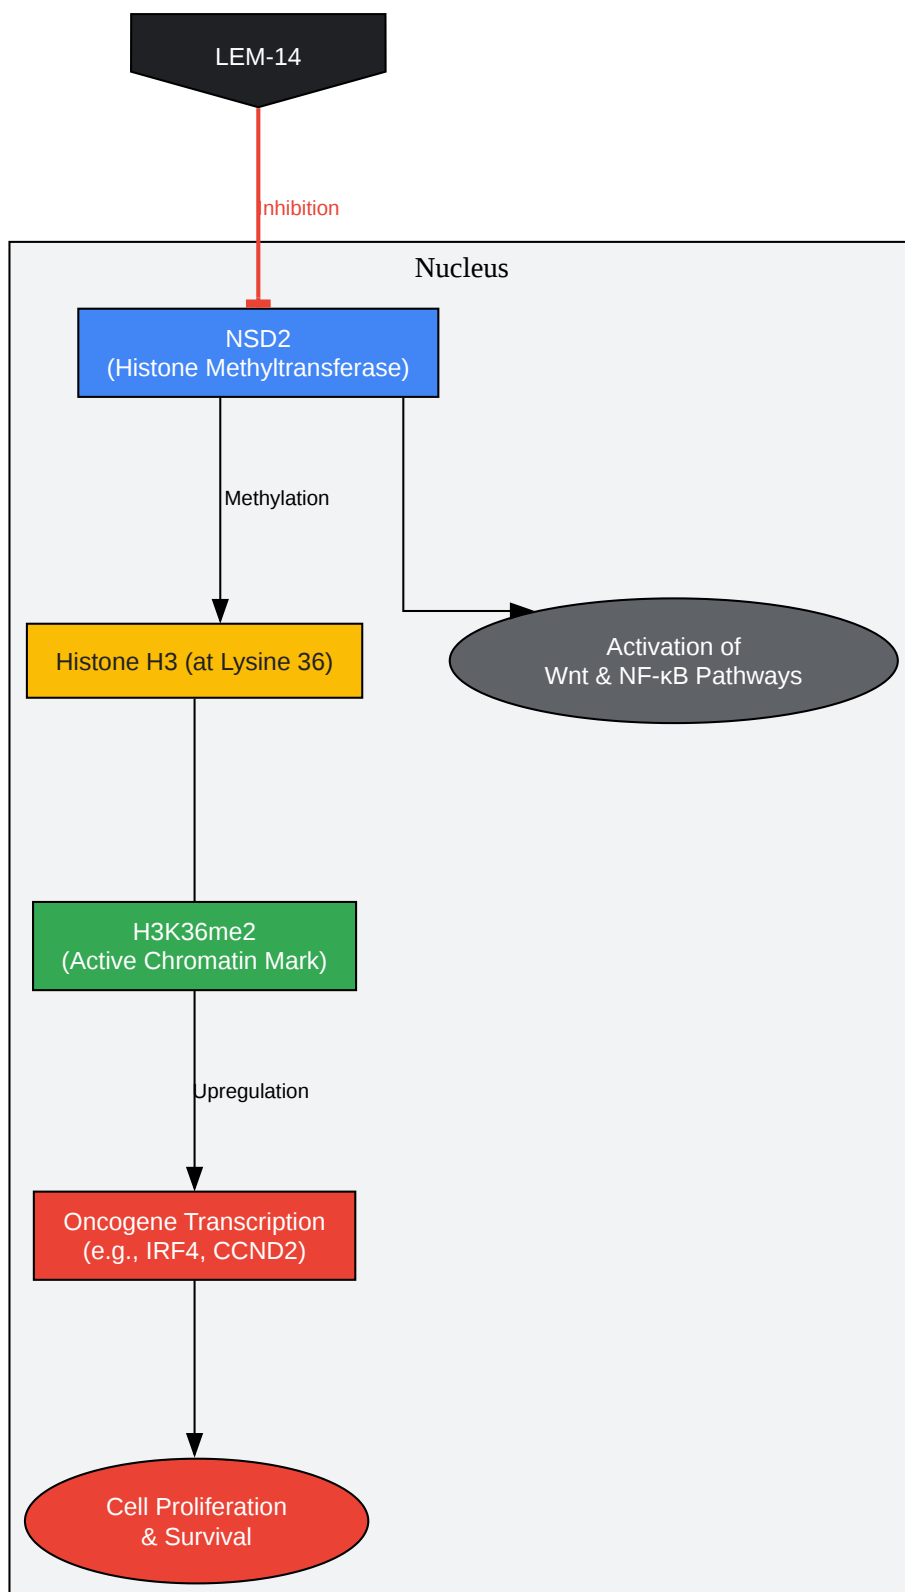 LEM-14
Inhibition
Nucleus
NSD2
(Histone Methyltransferase)
Methylation
Histone H3 (at Lysine 36)
Activation of
Wnt & NF-κB Pathways
H3K36me2
(Active Chromatin Mark)
Upregulation
Oncogene Transcription
(e.g., IRF4, CCND2)
Cell Proliferation
& Survival